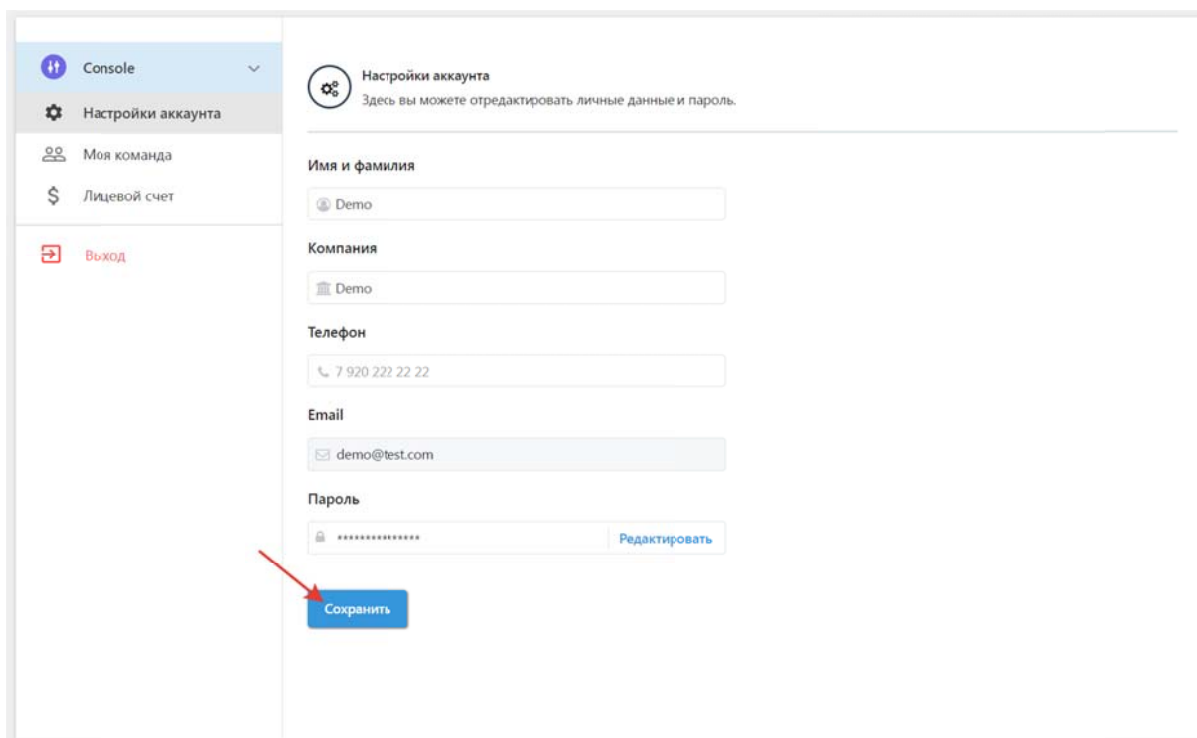 Console
Настройки аккаунта
Моя команда
Лицевой счет
Выход
Настройки аккаунта
Здесь вы можете отредактировать личные данные и пароль.
Имя и фамилия
Demo
Компания
Demo
Телефон
7 920 222 22 22
Email
demo@test.com
Пароль
*************** Редактировать
Сохранить